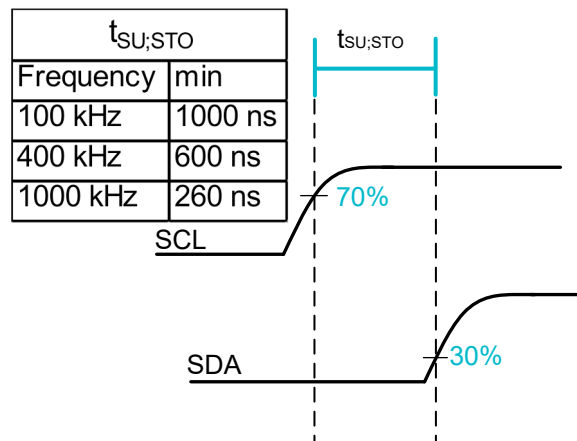 tSU;STO
Frequency min
100 kHz 1000 ns
400 kHz 600 ns
1000 kHz 260 ns
tSU;STO
70%
SCL
30%
SDA